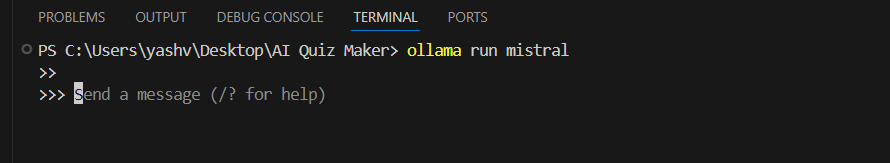 PROBLEMS OUTPUT DEBUG CONSOLE TERMINAL PORTS
PS C:\Users\yashv\Desktop\AI Quiz Maker> ollama run mistral
>>
>>> Send a message (/? for help)